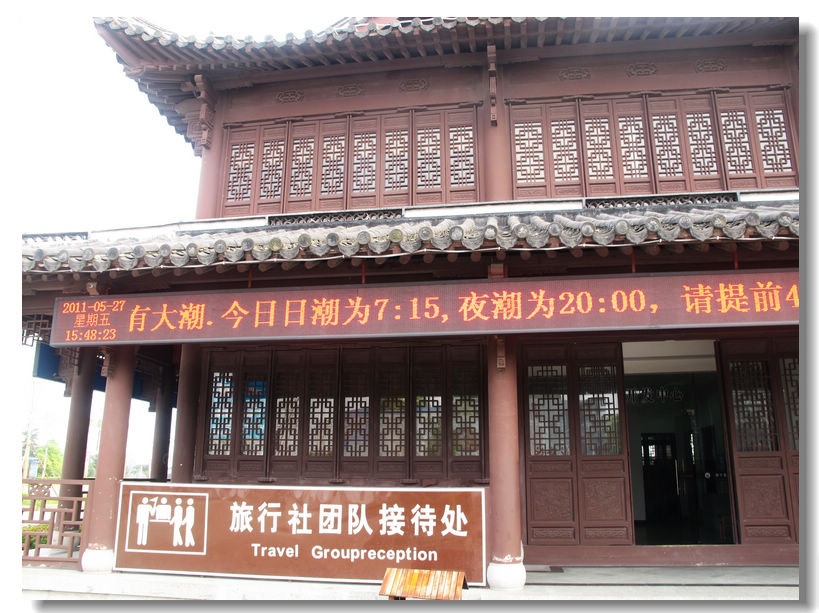 2011-05-27
星期五
15:48:23
有大潮.今日日潮为7:15,夜潮为20:00，请提前4
旅行社团队接待处
Travel Groupreception